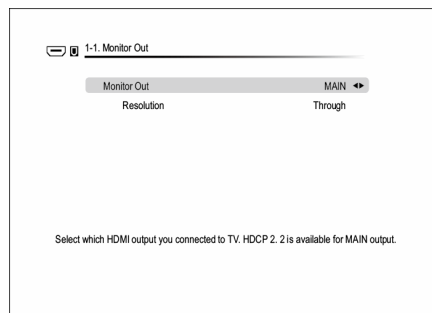 1-1. Monitor Out
Monitor Out MAIN
Resolution Through
Select which HDMI output you connected to TV. HDCP 2. 2 is available for MAIN output.